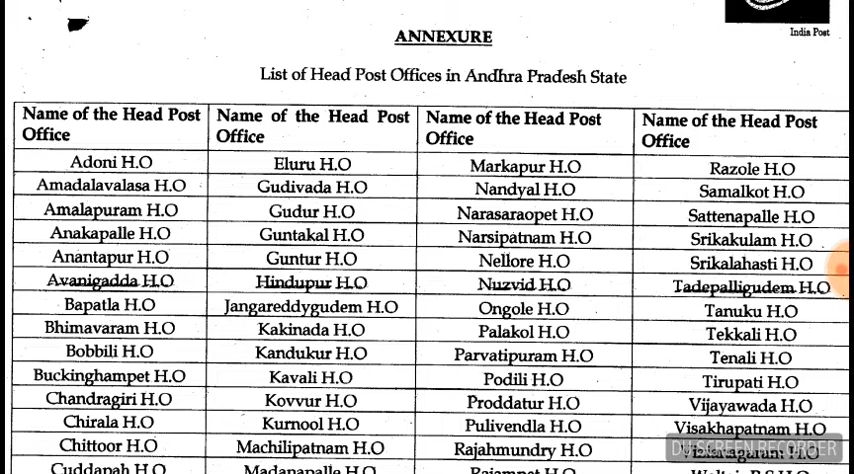 India Post
ANNEXURE
List of Head Post Offices in Andhra Pradesh State
Name of the Head Post Office Name of the Head Post Office Name of the Head Post Office Name of the Head Post Office
Adoni H.O Eluru H.O Markapur H.O Razole H.O
Amadalavalasa H.O Gudivada H.O Nandyal H.O Samalkot H.O
Amalapuram H.O Gudur H.O Narasaraopet H.O Sattenapalle H.O
Anakapalle H.O Guntakal H.O Narsipatnam H.O Srikakulam H.O
Anantapur H.O Guntur H.O Nellore H.O Srikalahasti H.O
Avanigadda H.O Hindupur H.O Nuzvid H.O Tadepalligudem H.O
Bapatla H.O Jangareddygudem H.O Ongole H.O Tanuku H.O
Bhimavaram H.O Kakinada H.O Palakol H.O Tekkali H.O
Bobbili H.O Kandukur H.O Parvatipuram H.O Tenali H.O
Buckinghampet H.O Kavali H.O Podili H.O Tirupati H.O
Chandragiri H.O Kovvur H.O Proddatur H.O Vijayawada H.O
Chirala H.O Kurnool H.O Pulivendla H.O Visakhapatnam H.O
Chittoor H.O Machilipatnam H.O Rajahmundry H.O Vizianagaram H.O
DU SCREEN RECORDER
Cuddapah H.O Madanapalle H.O Rajampet H.O